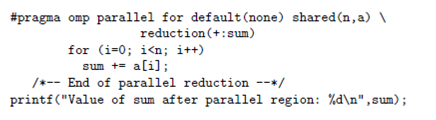 #pragma omp parallel for default(none) shared(n,a) \
reduction(+:sum)
for (i=0; i<n; i++)
sum += a[i];
/*-- End of parallel reduction --*/
printf("Value of sum after parallel region: %d\n",sum);